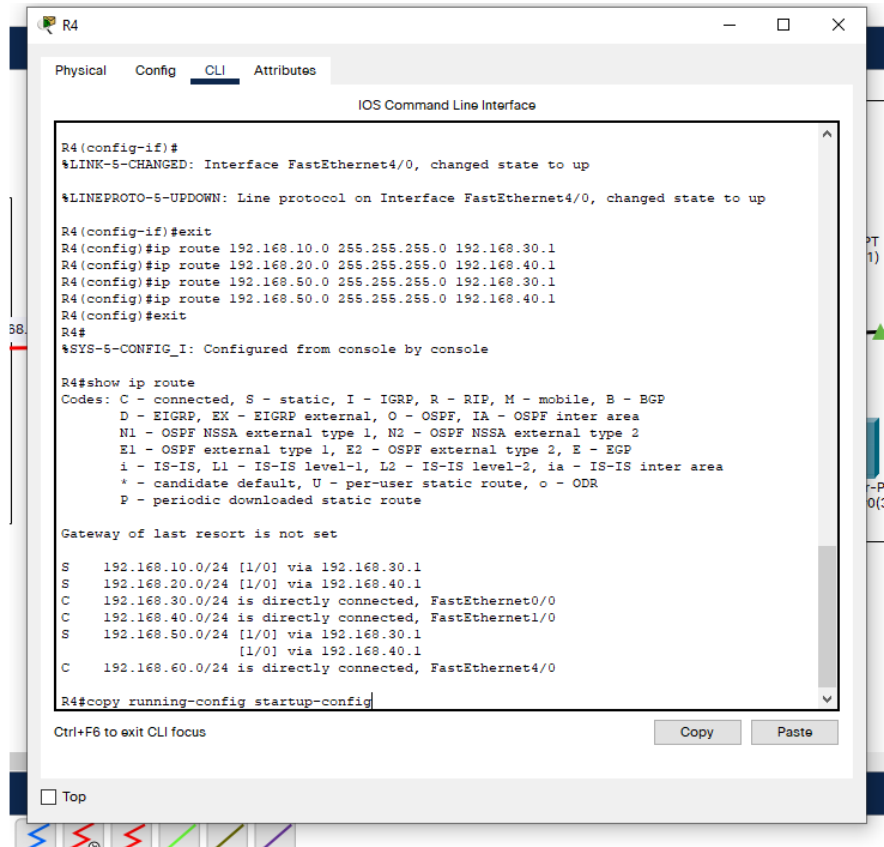 R4
Physical Config CLI Attributes
IOS Command Line Interface
R4(config-if)#
%LINK-5-CHANGED: Interface FastEthernet4/0, changed state to up
%LINEPROTO-5-UPDOWN: Line protocol on Interface FastEthernet4/0, changed state to up
R4(config-if)#exit
R4(config)#ip route 192.168.10.0 255.255.255.0 192.168.30.1
R4(config)#ip route 192.168.20.0 255.255.255.0 192.168.40.1
R4(config)#ip route 192.168.50.0 255.255.255.0 192.168.30.1
R4(config)#ip route 192.168.50.0 255.255.255.0 192.168.40.1
R4(config)#exit
R4#
%SYS-5-CONFIG_I: Configured from console by console
R4#show ip route
Codes: C - connected, S - static, I - IGRP, R - RIP, M - mobile, B - BGP
D - EIGRP, EX - EIGRP external, O - OSPF, IA - OSPF inter area
N1 - OSPF NSSA external type 1, N2 - OSPF NSSA external type 2
E1 - OSPF external type 1, E2 - OSPF external type 2, E - EGP
i - IS-IS, L1 - IS-IS level-1, L2 - IS-IS level-2, ia - IS-IS inter area
* - candidate default, U - per-user static route, o - ODR
P - periodic downloaded static route
Gateway of last resort is not set
S 192.168.10.0/24 [1/0] via 192.168.30.1
S 192.168.20.0/24 [1/0] via 192.168.40.1
C 192.168.30.0/24 is directly connected, FastEthernet0/0
C 192.168.40.0/24 is directly connected, FastEthernet1/0
S 192.168.50.0/24 [1/0] via 192.168.30.1
[1/0] via 192.168.40.1
C 192.168.60.0/24 is directly connected, FastEthernet4/0
R4#copy running-config startup-config
Ctrl+F6 to exit CLI focus
Copy Paste
Top
68.
PT
1)